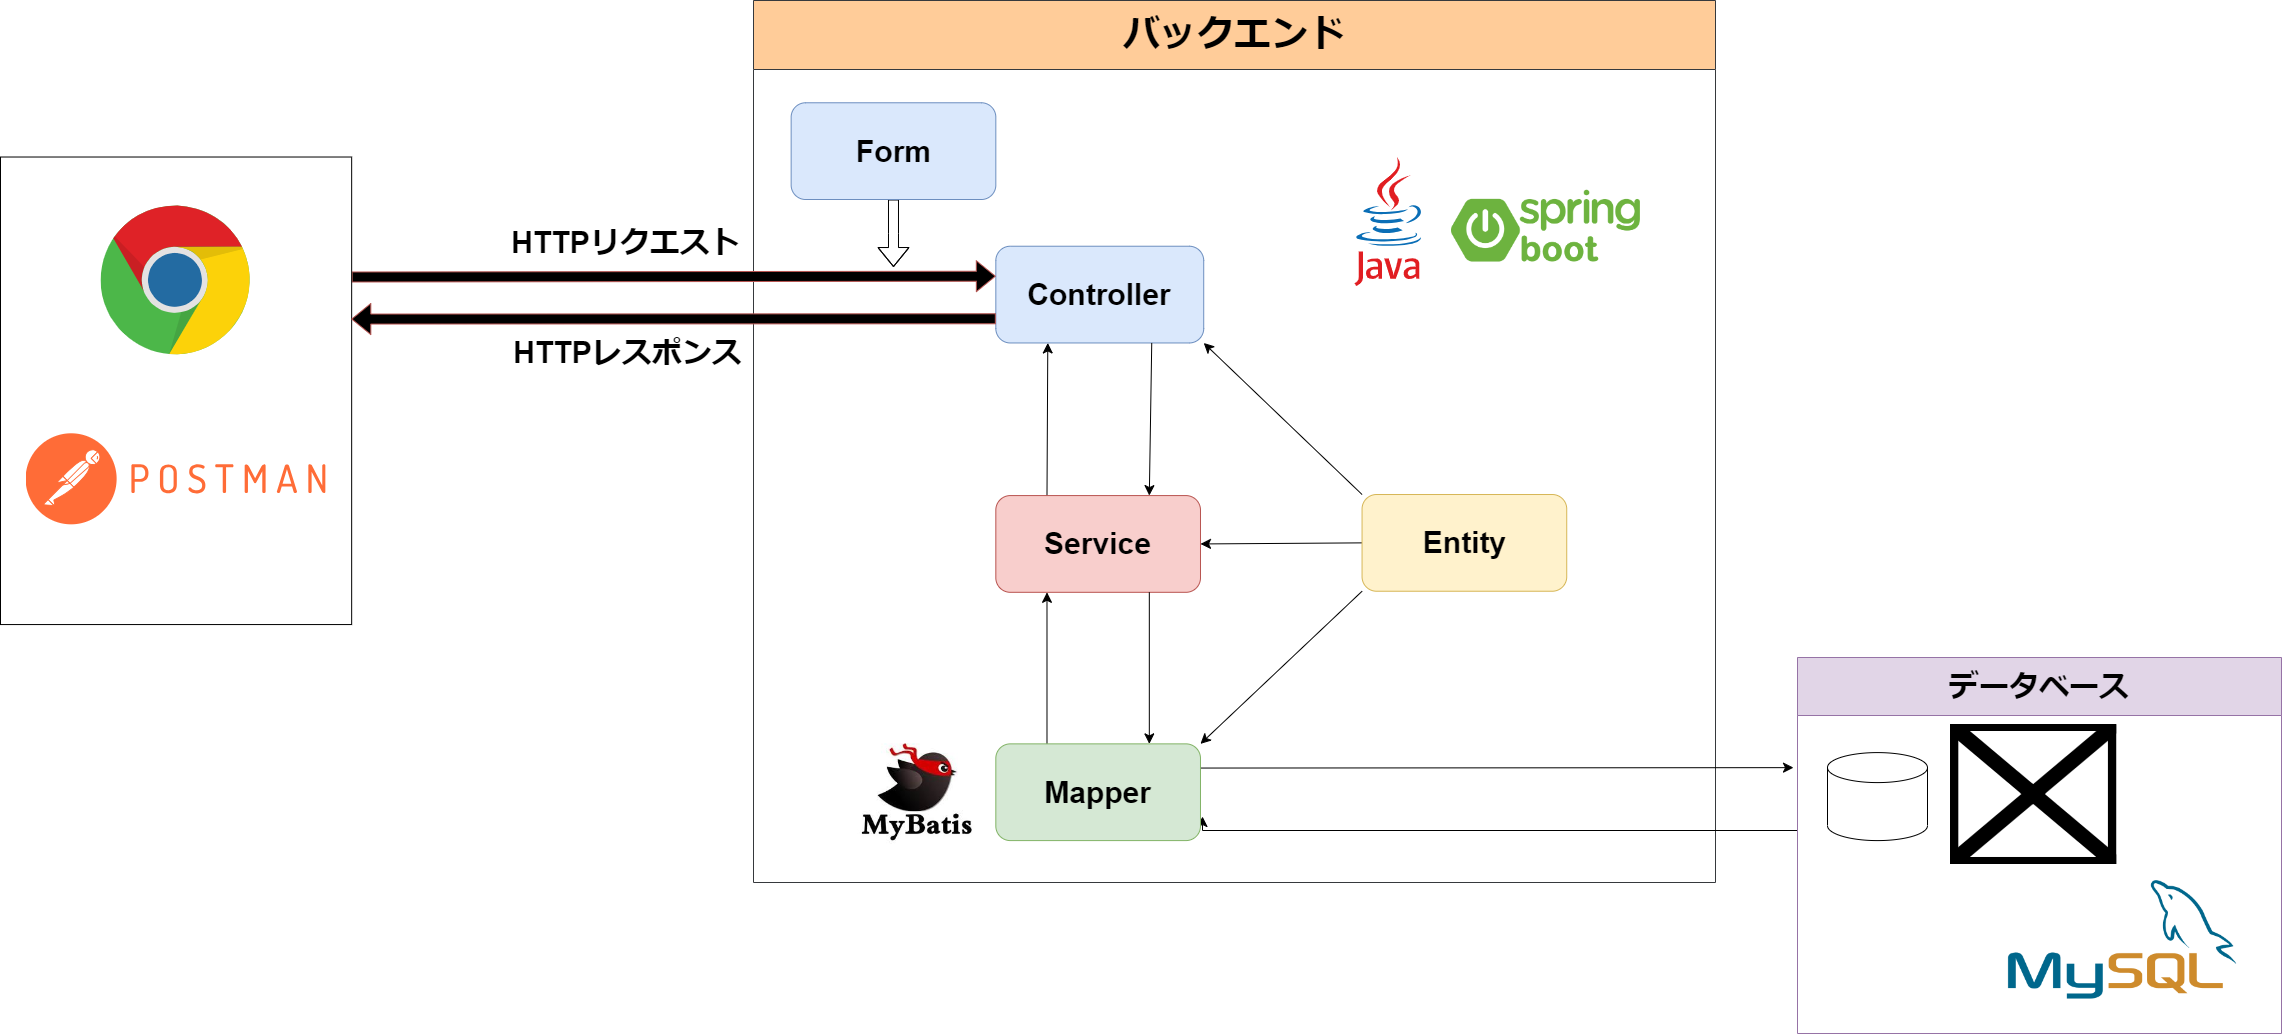 バックエンド
Form
HTTPリクエスト
Controller
Java
spring
boot
HTTPレスポンス
POSTMAN
Service
Entity
データベース
Mapper
MyBatis
MySQL